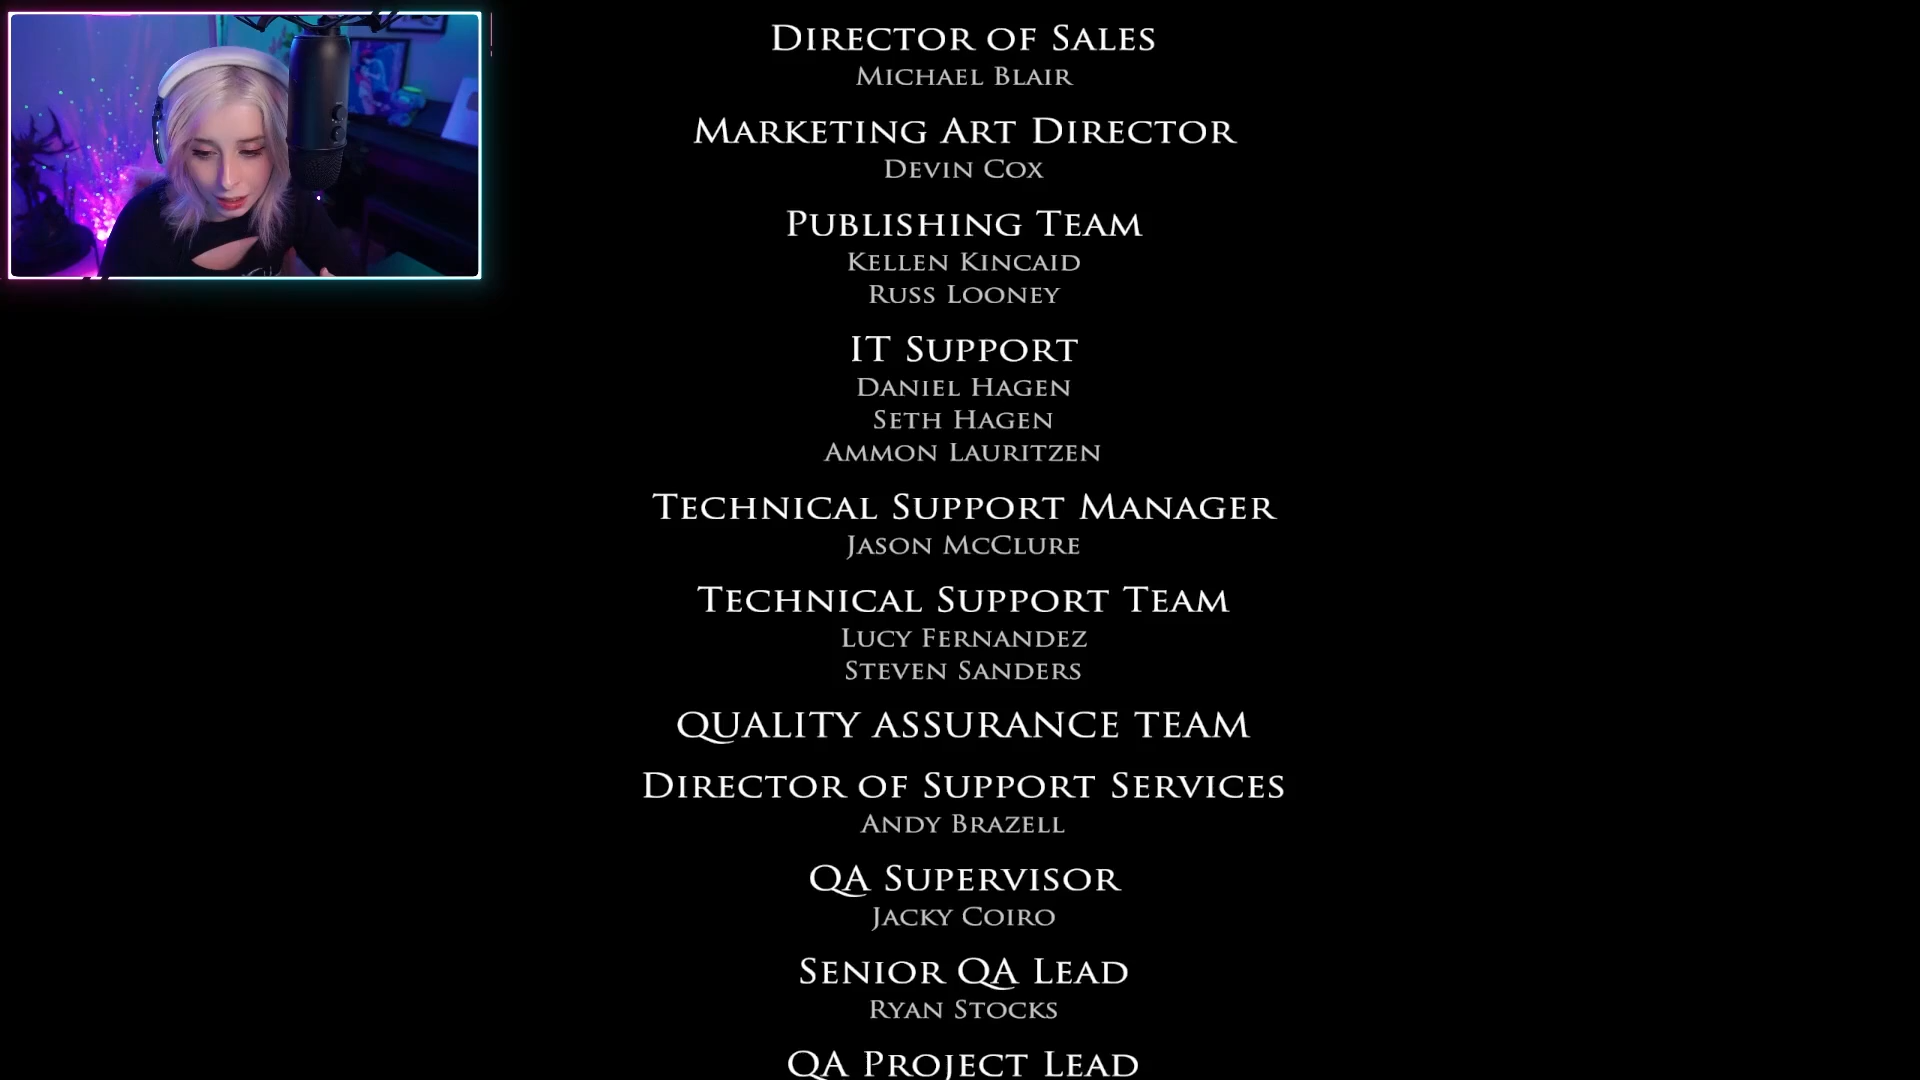 Director of Sales
Michael Blair
Marketing Art Director
Devin Cox
Publishing Team
Kellen Kincaid
Russ Looney
IT Support
Daniel Hagen
Seth Hagen
Ammon Lauritzen
Technical Support Manager
Jason McClure
Technical Support Team
Lucy Fernandez
Steven Sanders
QUALITY ASSURANCE TEAM
Director of Support Services
Andy Brazell
QA Supervisor
Jacky Coiro
Senior QA Lead
Ryan Stocks
QA Project Lead